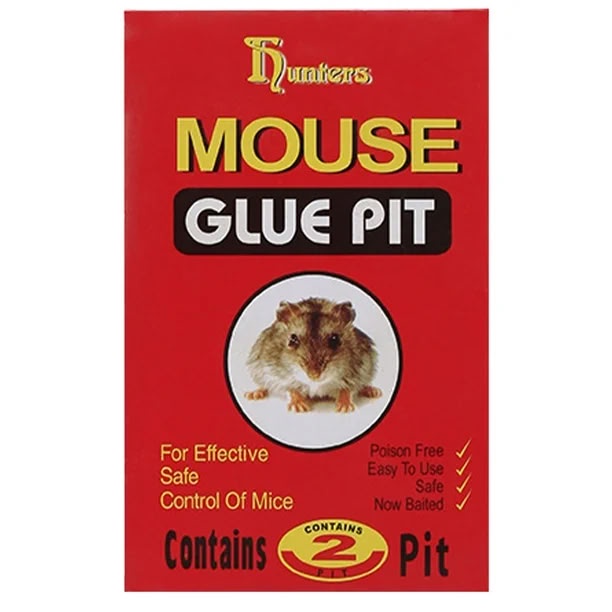 Hunters
MOUSE
GLUE PIT
For Effective
Safe
Control Of Mice
Poison Free
Easy To Use
Safe
Now Baited
Contains
CONTAINS
2
PIT
Pit